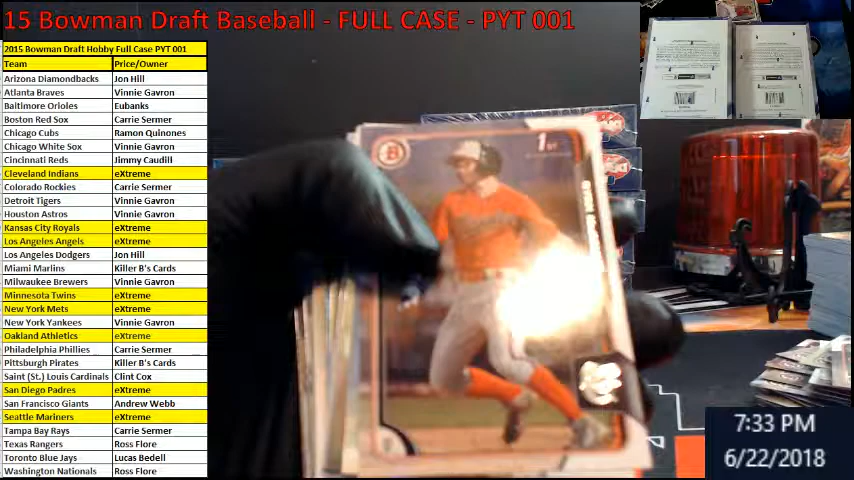 15 Bowman Draft Baseball - FULL CASE - PYT 001
2015 Bowman Draft Hobby Full Case PYT 001
Team Price/Owner
Arizona Diamondbacks Jon Hill
Atlanta Braves Vinnie Gavron
Baltimore Orioles Eubanks
Boston Red Sox Carrie Sermer
Chicago Cubs Ramon Quinones
Chicago White Sox Vinnie Gavron
Cincinnati Reds Jimmy Caudill
Cleveland Indians eXtreme
Colorado Rockies Carrie Sermer
Detroit Tigers Vinnie Gavron
Houston Astros Vinnie Gavron
Kansas City Royals eXtreme
Los Angeles Angels eXtreme
Los Angeles Dodgers Jon Hill
Miami Marlins Killer B's Cards
Milwaukee Brewers Vinnie Gavron
Minnesota Twins eXtreme
New York Mets eXtreme
New York Yankees Vinnie Gavron
Oakland Athletics eXtreme
Philadelphia Phillies Carrie Sermer
Pittsburgh Pirates Killer B's Cards
Saint (St.) Louis Cardinals Clint Cox
San Diego Padres eXtreme
San Francisco Giants Andrew Webb
Seattle Mariners eXtreme
Tampa Bay Rays Carrie Sermer
Texas Rangers Ross Flore
Toronto Blue Jays Lucas Bedell
Washington Nationals Ross Flore
B
1st
7:33 PM
6/22/2018